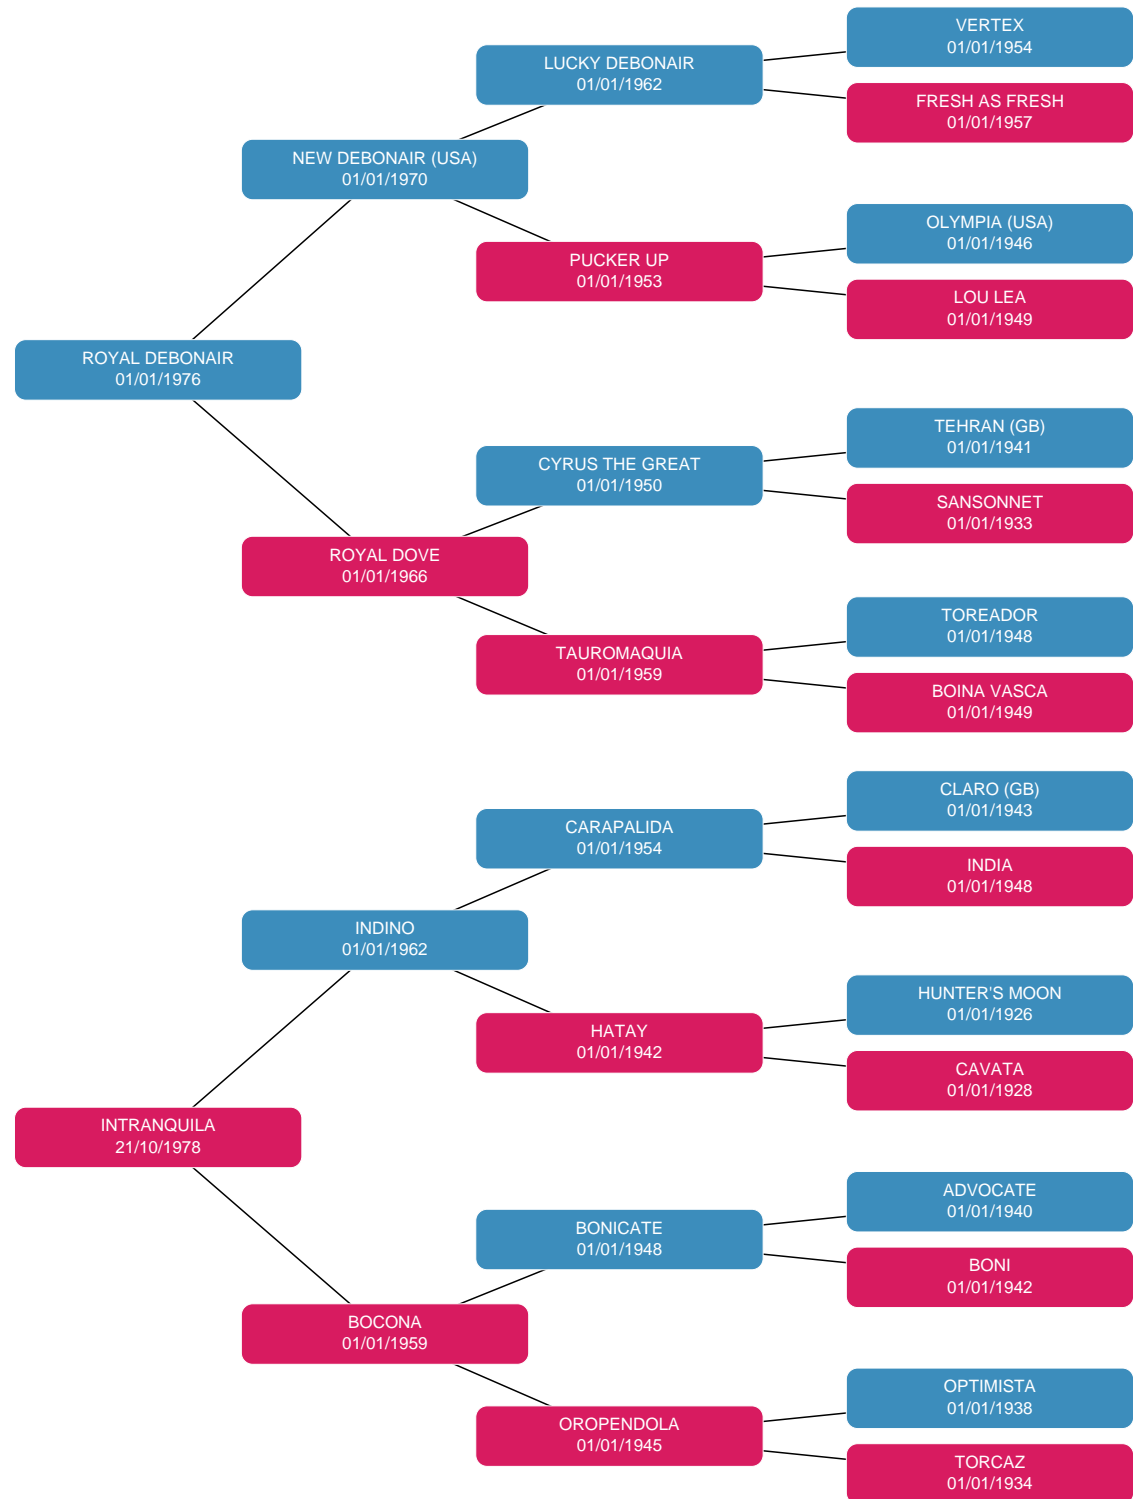 VERTEX
01/01/1954
LUCKY DEBONAIR
01/01/1962
FRESH AS FRESH
01/01/1957
NEW DEBONAIR (USA)
01/01/1970
OLYMPIA (USA)
01/01/1946
PUCKER UP
01/01/1953
LOU LEA
01/01/1949
ROYAL DEBONAIR
01/01/1976
TEHRAN (GB)
01/01/1941
CYRUS THE GREAT
01/01/1950
SANSONNET
01/01/1933
ROYAL DOVE
01/01/1966
TOREADOR
01/01/1948
TAUROMAQUIA
01/01/1959
BOINA VASCA
01/01/1949
CLARO (GB)
01/01/1943
CARAPALIDA
01/01/1954
INDIA
01/01/1948
INDINO
01/01/1962
HUNTER'S MOON
01/01/1926
HATAY
01/01/1942
CAVATA
01/01/1928
INTRANQUILA
21/10/1978
ADVOCATE
01/01/1940
BONICATE
01/01/1948
BONI
01/01/1942
BOCONA
01/01/1959
OPTIMISTA
01/01/1938
OROPENDOLA
01/01/1945
TORCAZ
01/01/1934